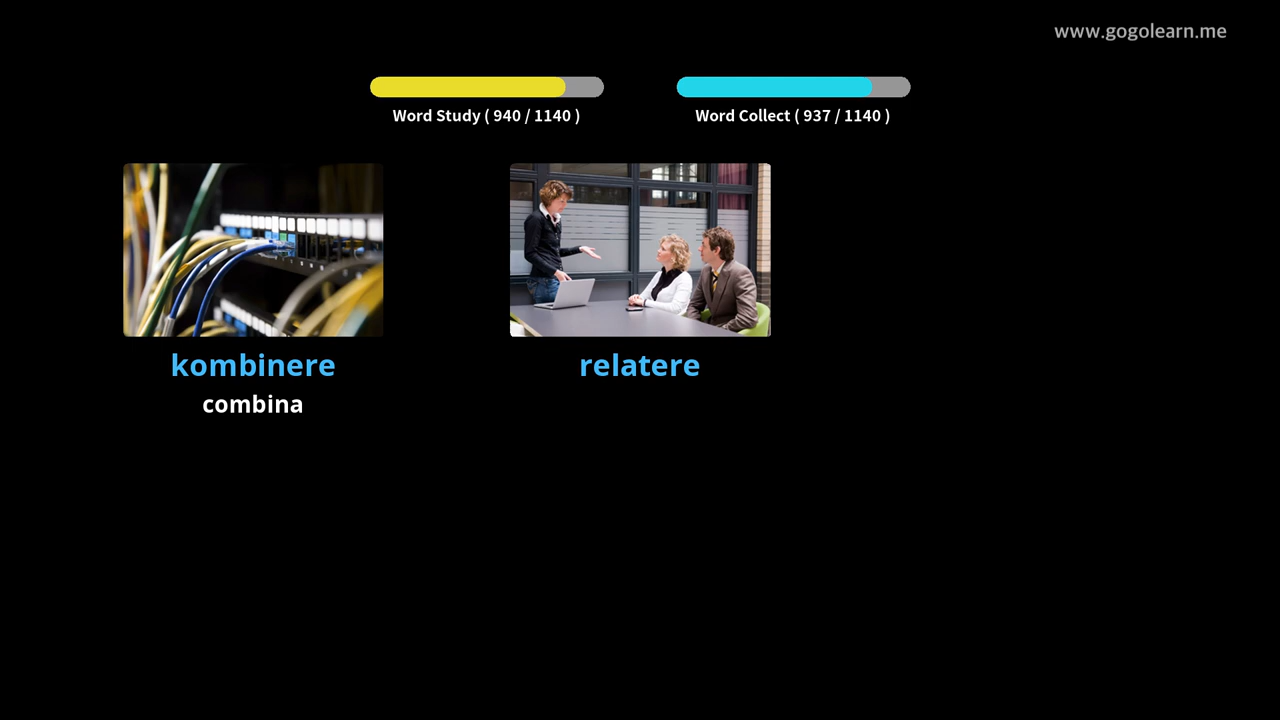 www.gogolearn.me
Word Study ( 940 / 1140 )
Word Collect ( 937 / 1140 )
kombinere
combina
relatere